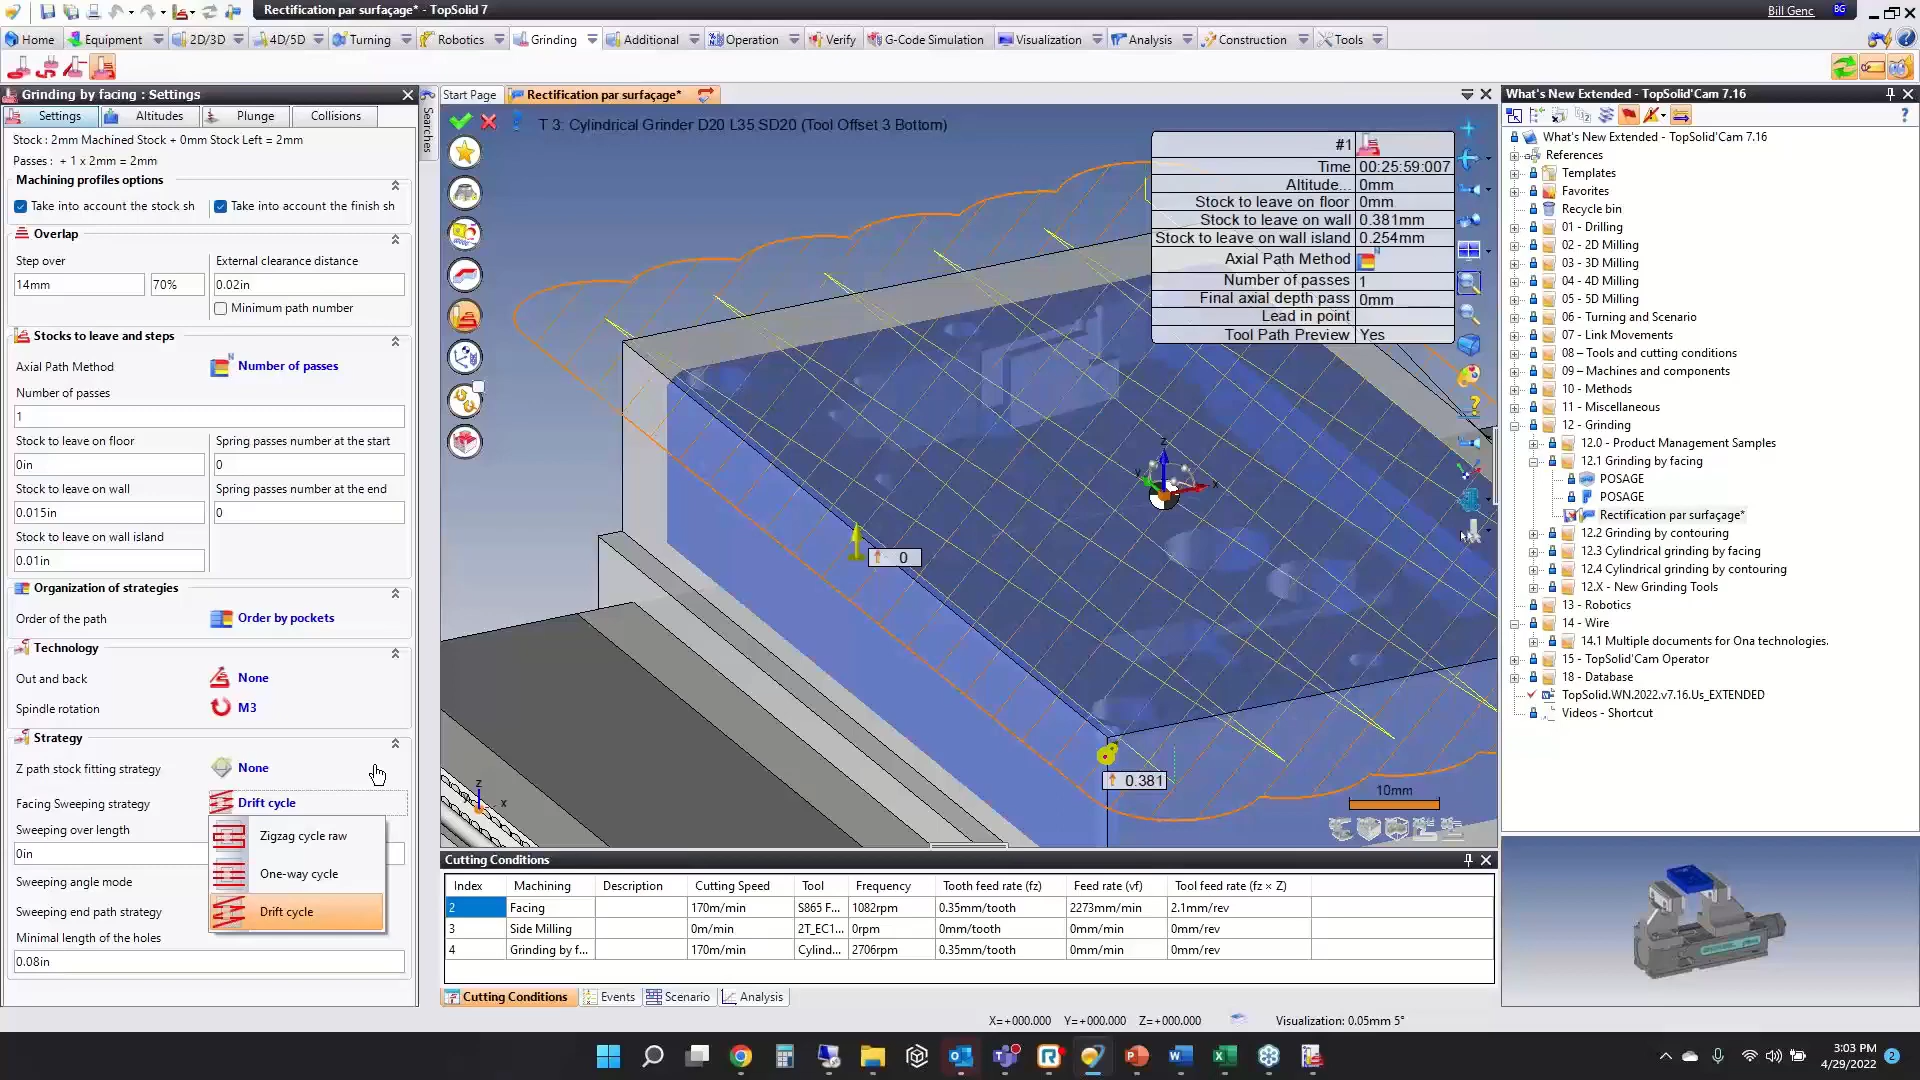 Rectification par surfaçage* - TopSolid 7
Bill Genc
BG
Home
Equipment
2D/3D
4D/5D
Turning
Robotics
Grinding
Additional
Operation
Verify
G-Code Simulation
Visualization
Analysis
Construction
Tools
Grinding by facing : Settings
Settings
Altitudes
Plunge
Collisions
Stock : 2mm Machined Stock + 0mm Stock Left = 2mm
Passes : + 1 x 2mm = 2mm
Machining profiles options
Take into account the stock sh
Take into account the finish sh
Overlap
Step over
External clearance distance
14mm
70%
0.02in
Minimum path number
Stocks to leave and steps
Axial Path Method
Number of passes
Number of passes
1
Stock to leave on floor
Spring passes number at the start
0in
0
Stock to leave on wall
Spring passes number at the end
0.015in
0
Stock to leave on wall island
0.01in
Organization of strategies
Order of the path
Order by pockets
Technology
Out and back
None
Spindle rotation
M3
Strategy
Z path stock fitting strategy
None
Facing Sweeping strategy
Drift cycle
Sweeping over length
0in
Zigzag cycle raw
One-way cycle
Drift cycle
Sweeping angle mode
Sweeping end path strategy
Minimal length of the holes
0.08in
Searches
Start Page
Rectification par surfaçage*
T 3: Cylindrical Grinder D20 L35 SD20 (Tool Offset 3 Bottom)
#1
Time 00:25:59:007
Altitude... 0mm
Stock to leave on floor 0mm
Stock to leave on wall 0.381mm
Stock to leave on wall island 0.254mm
Axial Path Method
Number of passes 1
Final axial depth pass 0mm
Lead in point
Tool Path Preview Yes
z
y
x
0
0.381
10mm
z
x
Cutting Conditions
Index Machining Description Cutting Speed Tool Frequency Tooth feed rate (fz) Feed rate (vf) Tool feed rate (fz × Z)
2 Facing 170m/min S865 F... 1082rpm 0.35mm/tooth 2273mm/min 2.1mm/rev
3 Side Milling 0m/min 2T_EC1... 0rpm 0mm/tooth 0mm/min 0mm/rev
4 Grinding by f... 170m/min Cylind... 2706rpm 0.35mm/tooth 0mm/min 0mm/rev
Cutting Conditions
Events
Scenario
Analysis
X=+000.000 Y=+000.000 Z=+000.000
Visualization: 0.05mm 5°
What's New Extended - TopSolid'Cam 7.16
What's New Extended - TopSolid'Cam 7.16
References
Templates
Favorites
Recycle bin
01 - Drilling
02 - 2D Milling
03 - 3D Milling
04 - 4D Milling
05 - 5D Milling
06 - Turning and Scenario
07 - Link Movements
08 – Tools and cutting conditions
09 – Machines and components
10 - Methods
11 - Miscellaneous
12 - Grinding
12.0 - Product Management Samples
12.1 Grinding by facing
POSAGE
POSAGE
Rectification par surfaçage*
12.2 Grinding by contouring
12.3 Cylindrical grinding by facing
12.4 Cylindrical grinding by contouring
12.X - New Grinding Tools
13 - Robotics
14 - Wire
14.1 Multiple documents for Ona technologies.
15 - TopSolid'Cam Operator
18 - Database
TopSolid.WN.2022.v7.16.Us_EXTENDED
Videos - Shortcut
3:03 PM
4/29/2022
2